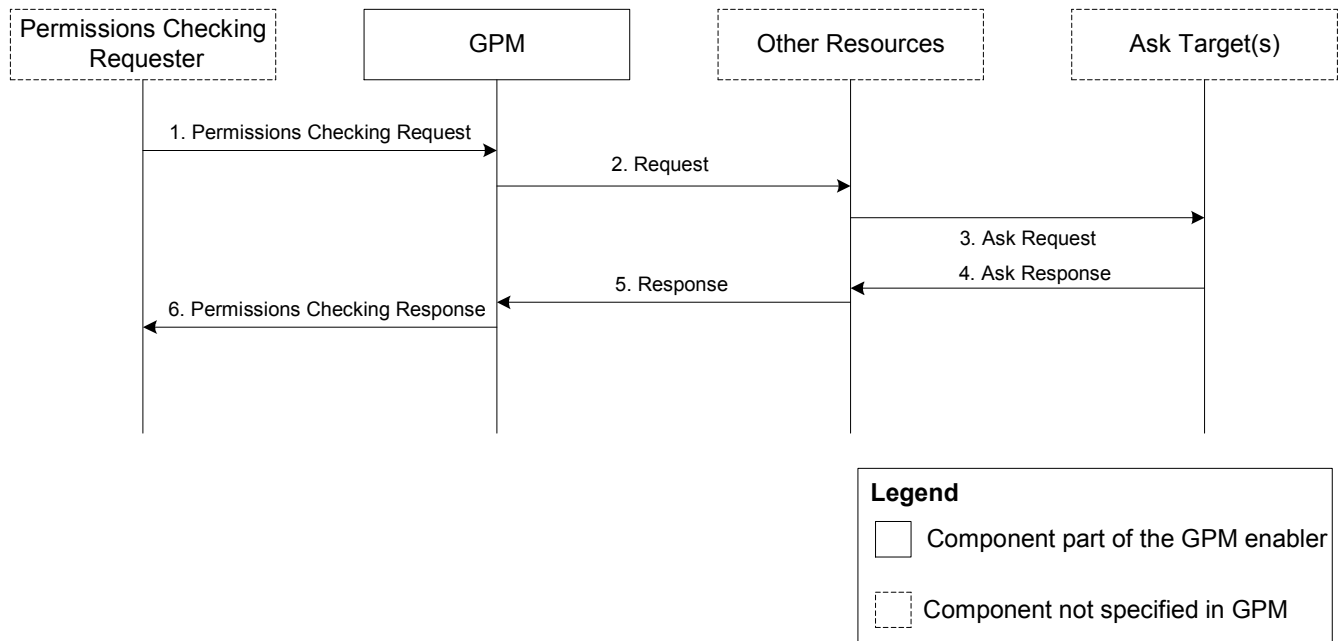 Permissions Checking
Requester
GPM
Other Resources
Ask Target(s)
1. Permissions Checking Request
2. Request
3. Ask Request
4. Ask Response
5. Response
6. Permissions Checking Response
Legend
Component part of the GPM enabler
Component not specified in GPM